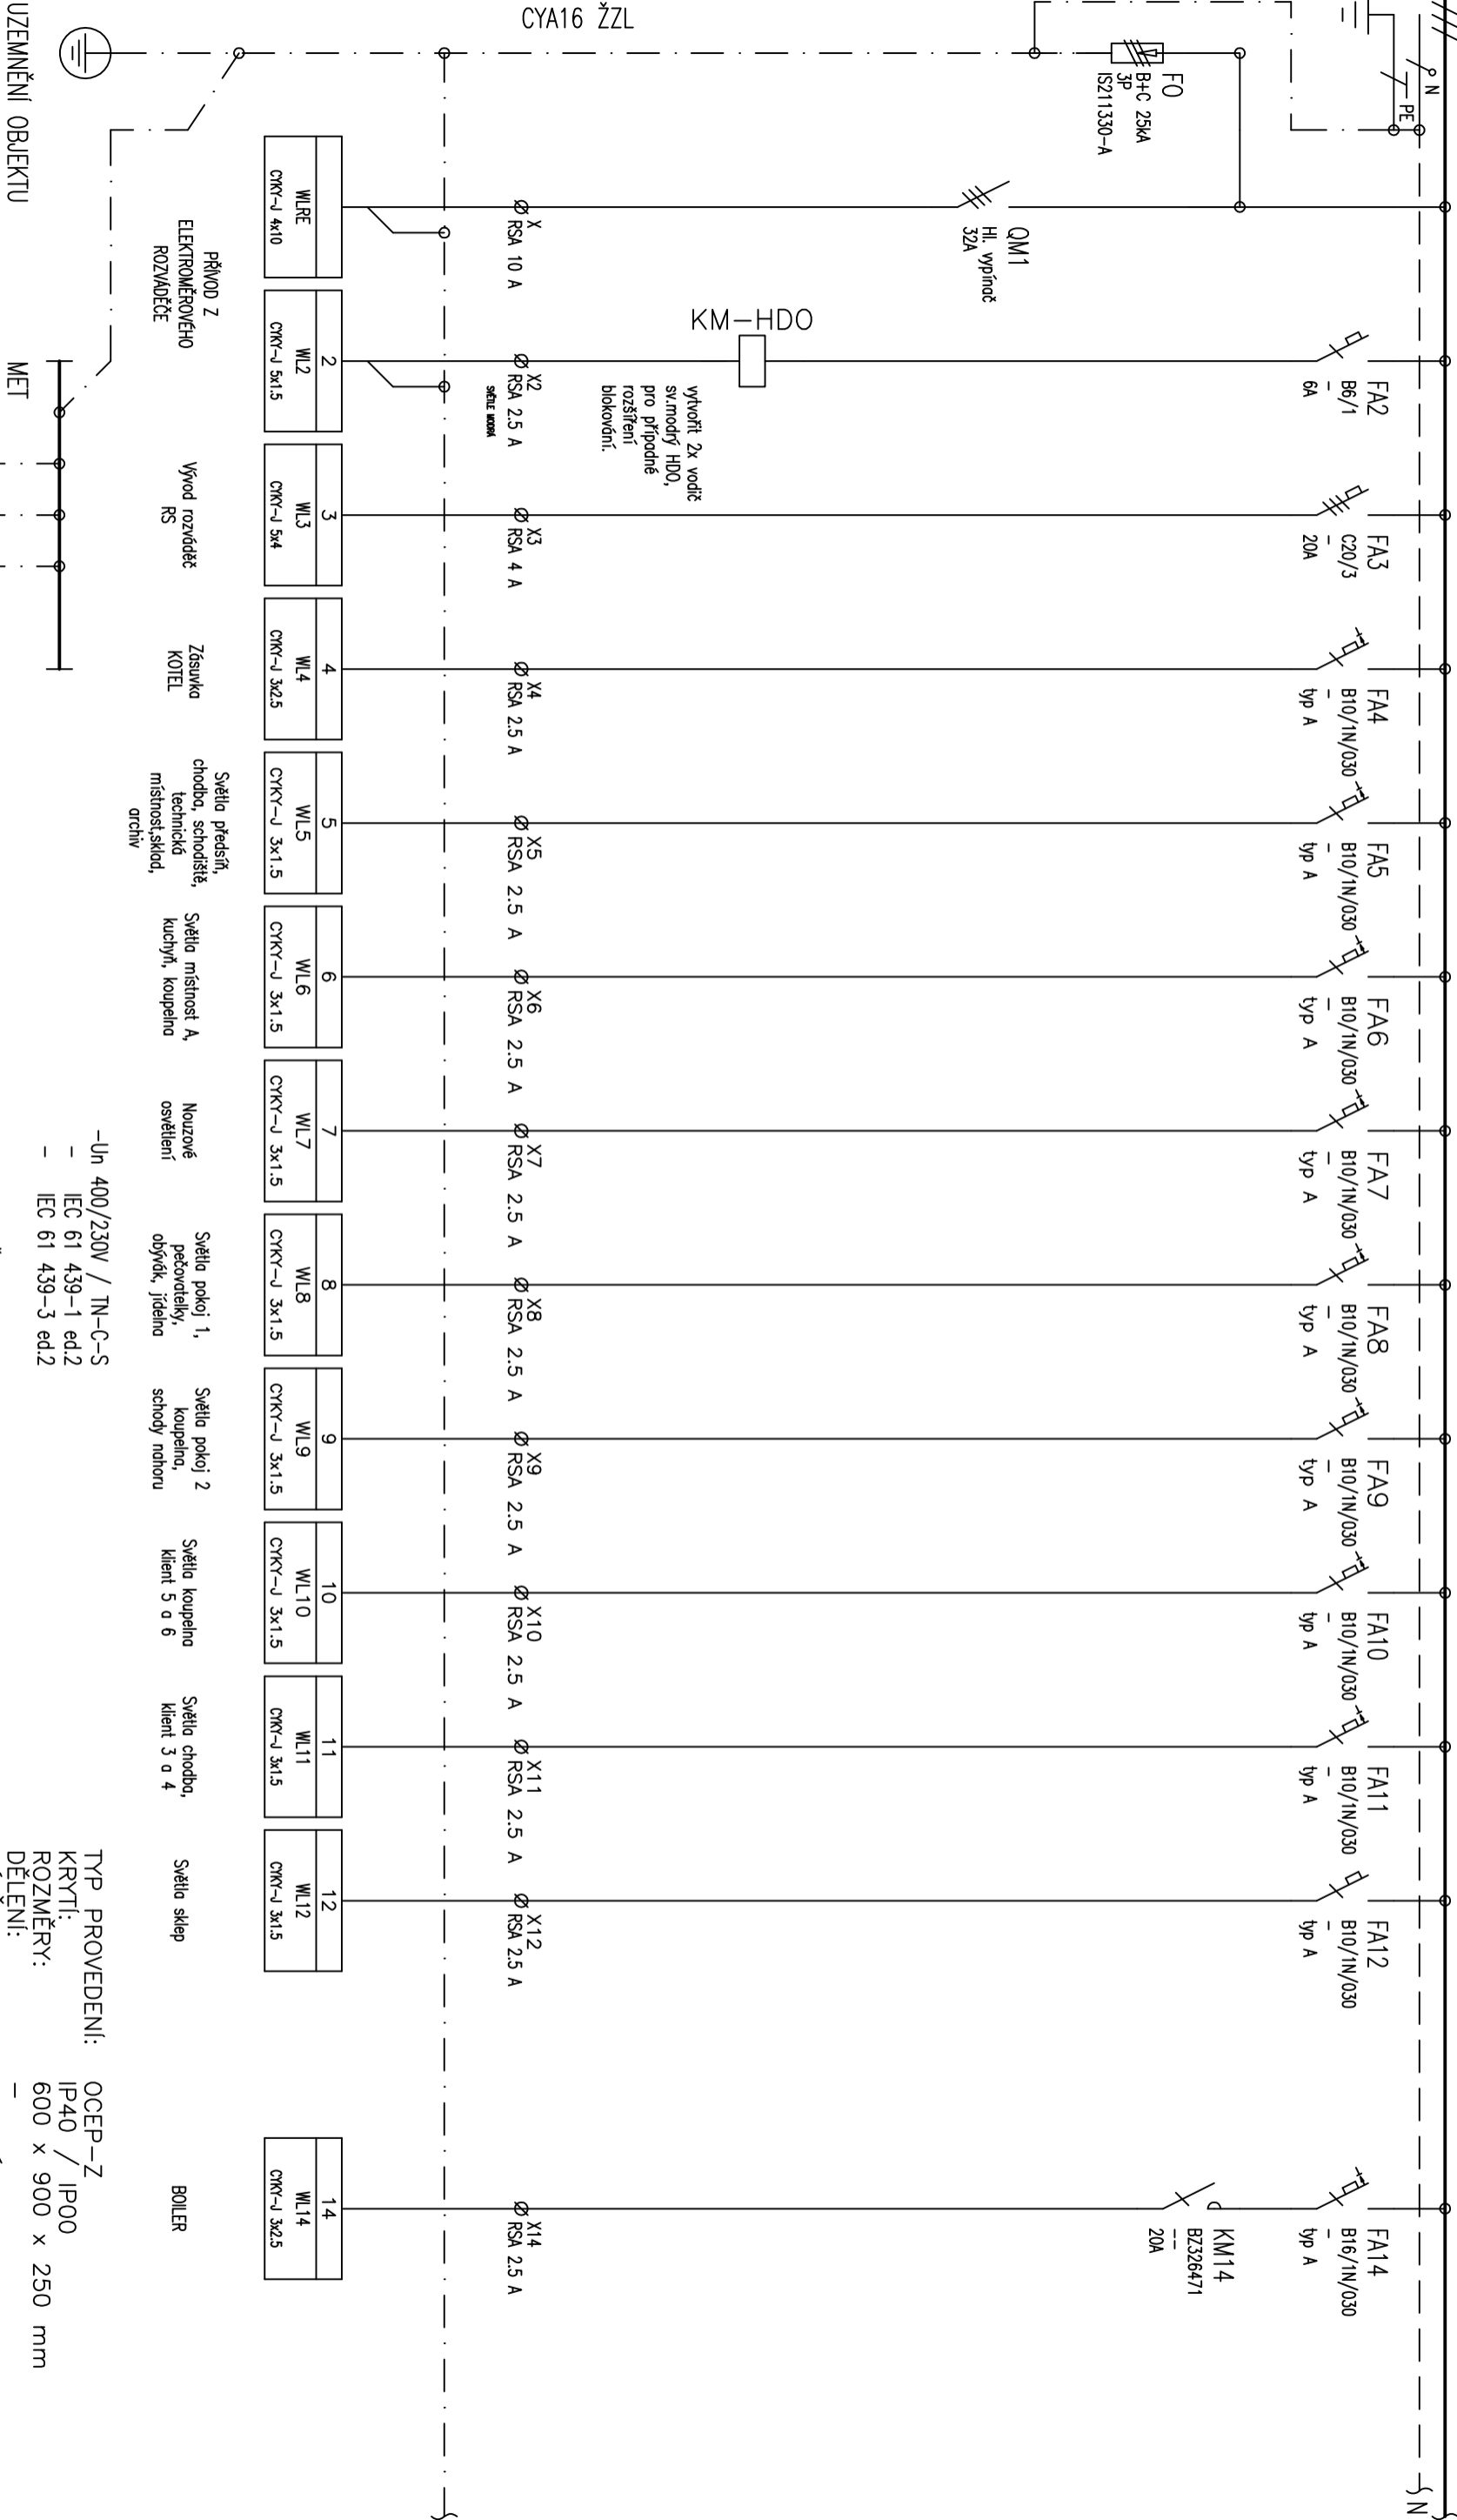 N
PE
FO
B+C 25kA
3P
IS211330-A
CYA16 ŽZL
QM1
Hl. vypínač
32A
FA2
B6/1
-
6A
FA3
C20/3
-
20A
FA4
B10/1N/030
-
typ A
FA5
B10/1N/030
-
typ A
FA6
B10/1N/030
-
typ A
FA7
B10/1N/030
-
typ A
FA8
B10/1N/030
-
typ A
FA9
B10/1N/030
-
typ A
FA10
B10/1N/030
-
typ A
FA11
B10/1N/030
-
typ A
FA12
B10/1N/030
-
typ A
FA14
B16/1N/030
-
typ A
N
KM14
BZ326471
--
20A
KM-HDO
vytvořit 2x vodič
sv.modrý HDO,
pro případné
rozšíření
blokování.
X
RSA 10 A
X2
RSA 2.5 A
SVĚTLE MODRÁ
X3
RSA 4 A
X4
RSA 2.5 A
X5
RSA 2.5 A
X6
RSA 2.5 A
X7
RSA 2.5 A
X8
RSA 2.5 A
X9
RSA 2.5 A
X10
RSA 2.5 A
X11
RSA 2.5 A
X12
RSA 2.5 A
X14
RSA 2.5 A
WLRE
CYKY-J 4x10
2
WL2
CYKY-J 5x1.5
3
WL3
CYKY-J 5x4
4
WL4
CYKY-J 3x2.5
5
WL5
CYKY-J 3x1.5
6
WL6
CYKY-J 3x1.5
7
WL7
CYKY-J 3x1.5
8
WL8
CYKY-J 3x1.5
9
WL9
CYKY-J 3x1.5
10
WL10
CYKY-J 3x1.5
11
WL11
CYKY-J 3x1.5
12
WL12
CYKY-J 3x1.5
14
WL14
CYKY-J 3x2.5
PŘÍVOD Z
ELEKTROMĚROVÉHO
ROZVÁDĚČE
Vývod rozváděč
RS
Zásuvka
KOTEL
Světla předsíň,
chodba, schodiště,
technická
místnost,sklad,
archiv
Světla místnost A,
kuchyň, koupelna
Nouzové
osvětlení
Světla pokoj 1,
pečovatelky,
obývák, jídelna
Světla pokoj 2
koupelna,
schody nahoru
Světla koupelna
klient 5 a 6
Světla chodba,
klient 3 a 4
Světla sklep
BOILER
UZEMNĚNÍ OBJEKTU
MET
-Un 400/230V / TN-C-S
- IEC 61 439-1 ed.2
- IEC 61 439-3 ed.2
TYP PROVEDENÍ: OCEP-Z
KRYTÍ: IP40 / IP00
ROZMĚRY: 600 x 900 x 250 mm
DĚLENÍ: -